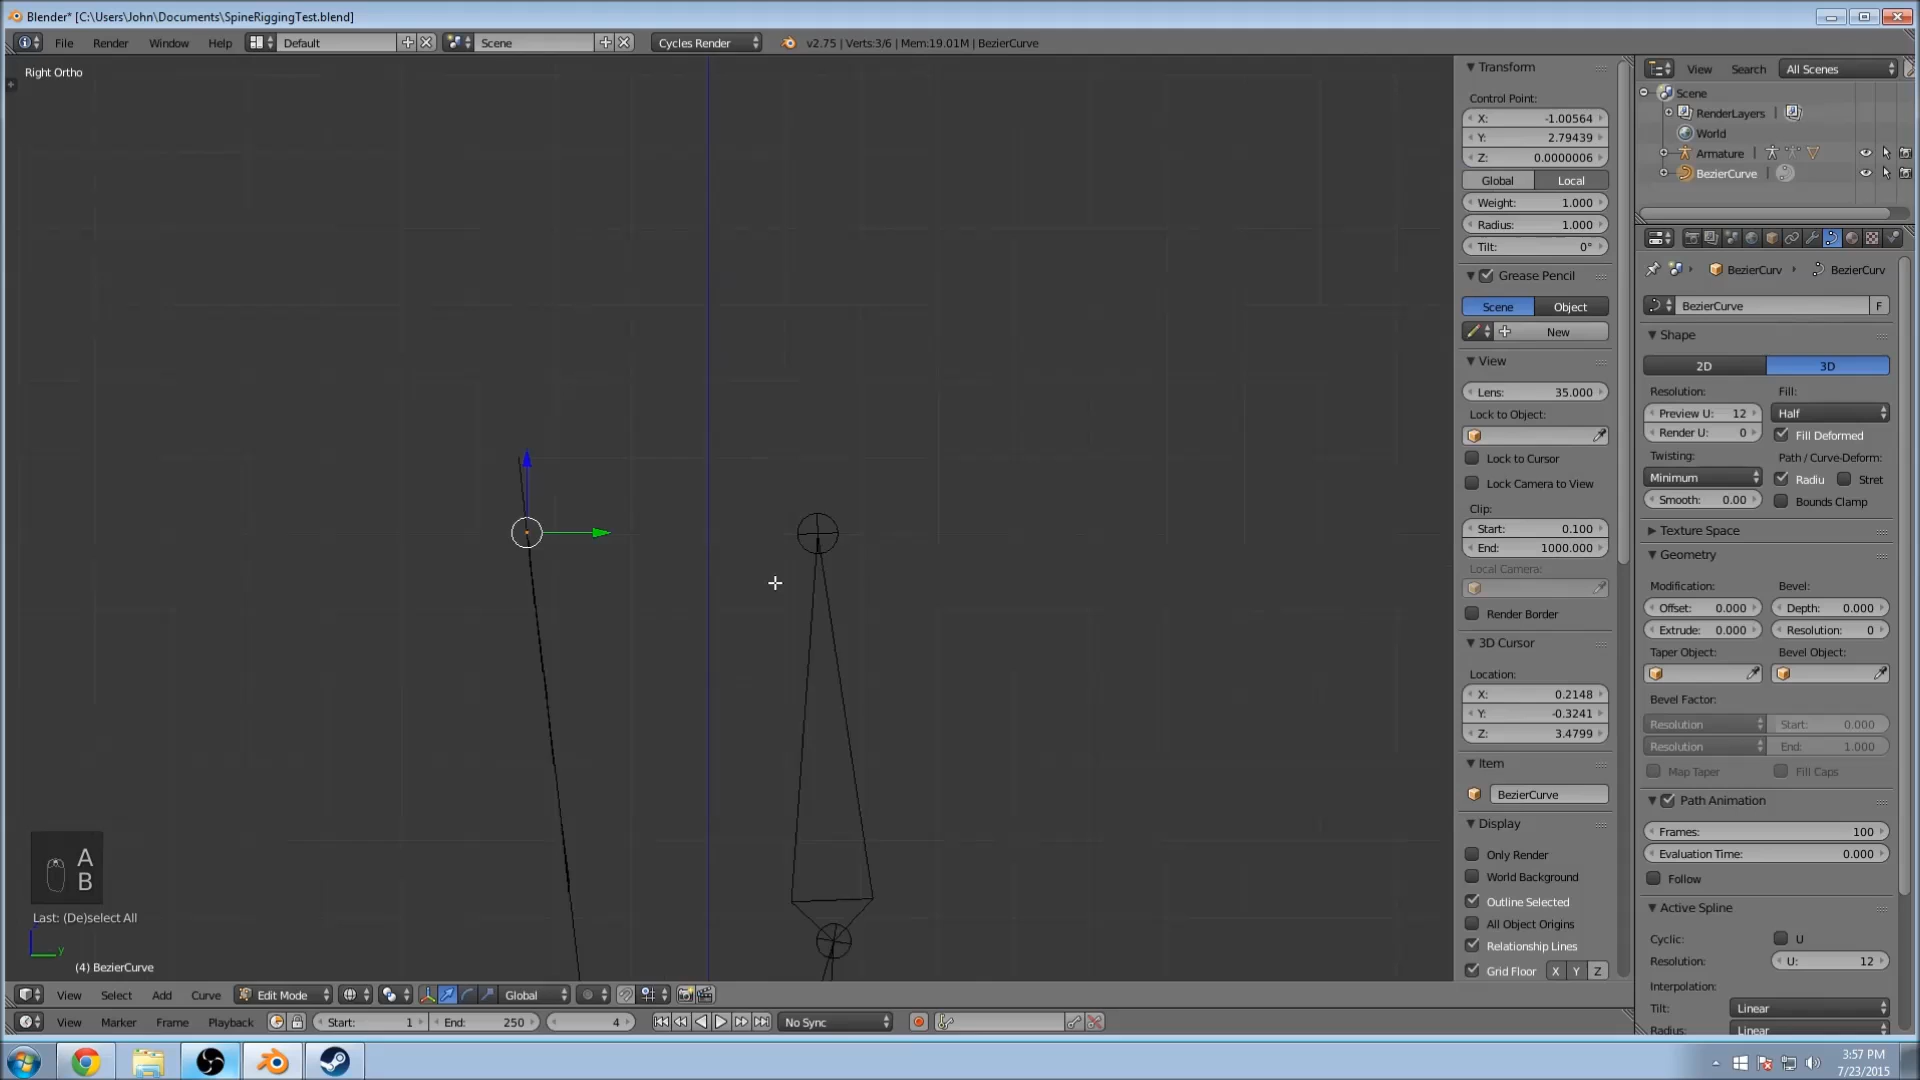 Blender* [C:\Users\John\Documents\SpineRiggingTest.blend]
File Render Window Help Default Scene Cycles Render v2.75 | Verts:3/6 | Mem:19.01M | BezierCurve
Right Ortho
A
B
Last: (De)select All
y
(4) BezierCurve
Transform
Control Point:
X: -1.00564
Y: 2.79439
Z: 0.0000006
Global Local
Weight: 1.000
Radius: 1.000
Tilt: 0°
Grease Pencil
Scene Object
New
View
Lens: 35.000
Lock to Object:
Lock to Cursor
Lock Camera to View
Clip:
Start: 0.100
End: 1000.000
Local Camera:
Render Border
3D Cursor
Location:
X: 0.2148
Y: -0.3241
Z: 3.4799
Item
BezierCurve
Display
Only Render
World Background
Outline Selected
All Object Origins
Relationship Lines
Grid Floor X Y Z
View Search All Scenes
Scene
RenderLayers |
World
Armature |
BezierCurve |
BezierCurv BezierCurv
BezierCurve F
Shape
2D 3D
Resolution: Fill:
Preview U: 12 Half
Render U: 0 Fill Deformed
Twisting: Path / Curve-Deform:
Minimum Radiu Stret
Smooth: 0.00 Bounds Clamp
Texture Space
Geometry
Modification: Bevel:
Offset: 0.000 Depth: 0.000
Extrude: 0.000 Resolution: 0
Taper Object: Bevel Object:
Bevel Factor:
Resolution Start: 0.000
Resolution End: 1.000
Map Taper Fill Caps
Path Animation
Frames: 100
Evaluation Time: 0.000
Follow
Active Spline
Cyclic: U
Resolution: U: 12
Interpolation:
Tilt: Linear
Radius: Linear
View Select Add Curve Edit Mode Global
View Marker Frame Playback Start: 1 End: 250 4 No Sync
3:57 PM
7/23/2015